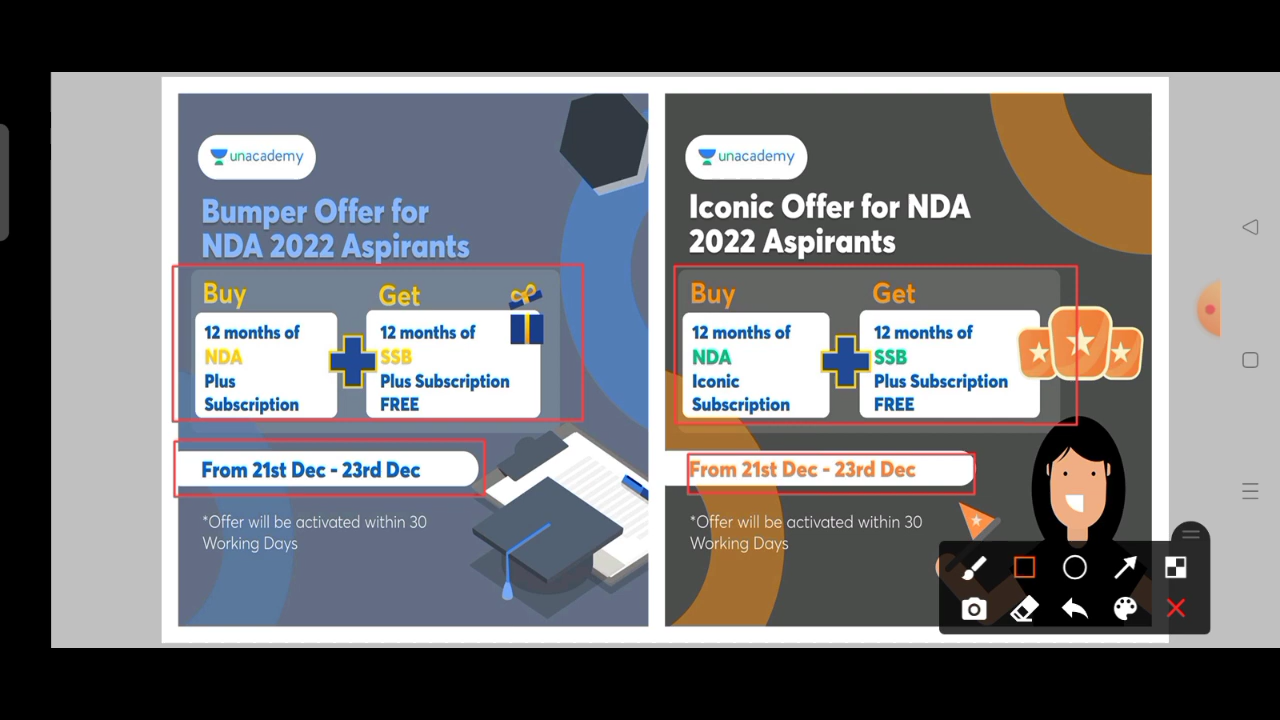 unacademy
Bumper Offer for
NDA 2022 Aspirants
Buy
12 months of
NDA
Plus
Subscription
Get
12 months of
SSB
Plus Subscription
FREE
From 21st Dec - 23rd Dec
*Offer will be activated within 30
Working Days
unacademy
Iconic Offer for NDA
2022 Aspirants
Buy
12 months of
NDA
Iconic
Subscription
Get
12 months of
SSB
Plus Subscription
FREE
From 21st Dec - 23rd Dec
*Offer will be activated within 30
Working Days